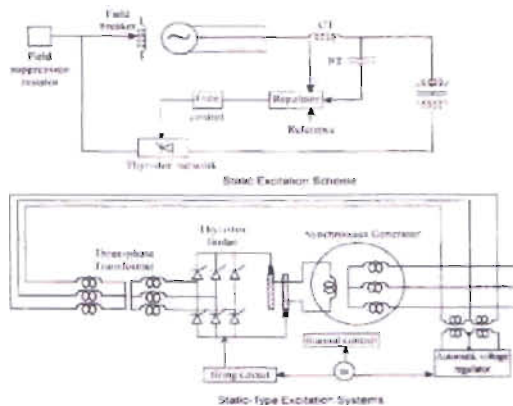 Field
breaker
CT
Field
suppression
resistor
PT
Regulator
Gate
control
Reference
Thyristor network
Static Excitation Scheme
Thyristor
Bridge
Synchronous Generator
Three-phase
Transformer
Manual control
Firing circuit
Automatic voltage
regulator
Static-Type Excitation Systems